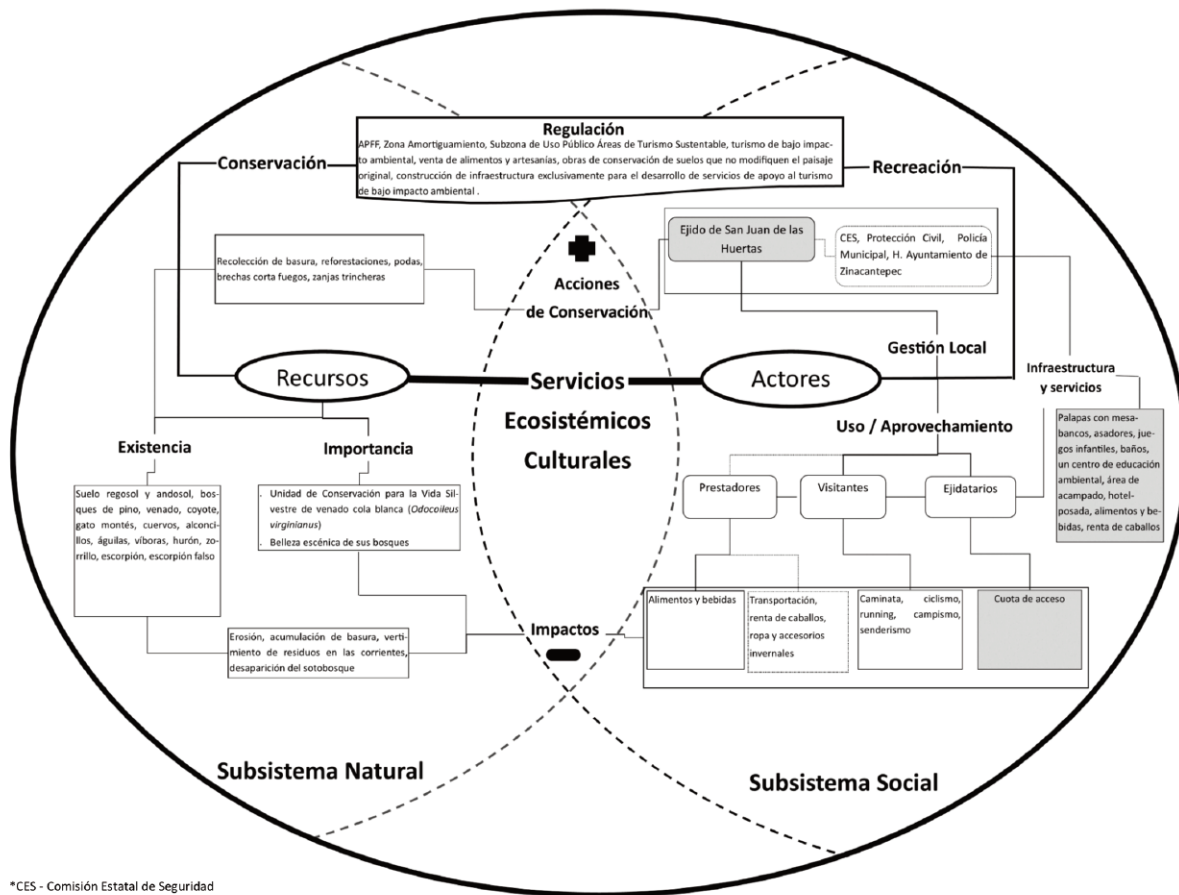 Regulación
APFF, Zona Amortiguamiento, Subzona de Uso Público Áreas de Turismo Sustentable, turismo de bajo impac-
to ambiental, venta de alimentos y artesanías, obras de conservación de suelos que no modifiquen el paisaje
original, construcción de infraestructura exclusivamente para el desarrollo de servicios de apoyo al turismo
de bajo impacto ambiental .
Conservación
Recreación
Recolección de basura, reforestaciones, podas,
brechas corta fuegos, zanjas trincheras
Acciones
de Conservación
Ejido de San Juan de las
Huertas
CES, Protección Civil, Policía
Municipal, H. Ayuntamiento de
Zinacantepec
Gestión Local
Recursos
Servicios
Ecosistémicos
Culturales
Actores
Infraestructura
y servicios
Palapas con mesa-
bancos, asadores, jue-
gos infantiles, baños,
un centro de educación
ambiental, área de
acampado, hotel-
posada, alimentos y be-
bidas, renta de caballos
Existencia
Importancia
Uso / Aprovechamiento
Suelo regosol y andosol, bos-
ques de pino, venado, coyote,
gato montés, cuervos, alconci-
llos, águilas, víboras, hurón, zo-
rrillo, escorpión, escorpión falso
. Unidad de Conservación para la Vida Sil-
vestre de venado cola blanca (Odocoileus
virginianus)
. Belleza escénica de sus bosques
Prestadores
Visitantes
Ejidatarios
Erosión, acumulación de basura, verti-
miento de residuos en las corrientes,
desaparición del sotobosque
Impactos
Alimentos y bebidas
Transportación,
renta de caballos,
ropa y accesorios
invernales
Caminata, ciclismo,
running, campismo,
senderismo
Cuota de acceso
Subsistema Natural
Subsistema Social
*CES - Comisión Estatal de Seguridad